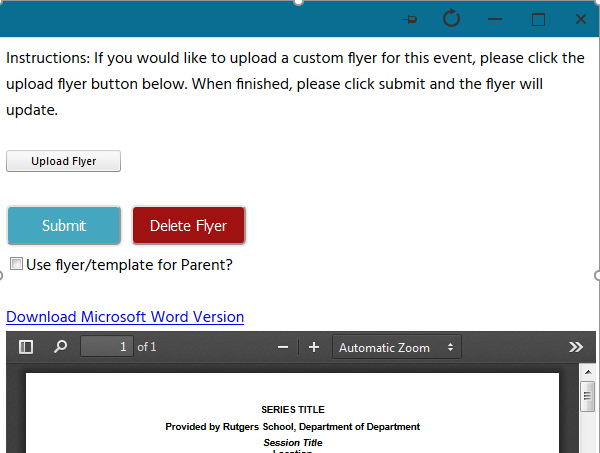 Instructions: If you would like to upload a custom flyer for this event, please click the
upload flyer button below. When finished, please click submit and the flyer will
update.
Upload Flyer
Submit Delete Flyer
Use flyer/template for Parent?
Download Microsoft Word Version
1 of 1 Automatic Zoom
SERIES TITLE
Provided by Rutgers School, Department of Department
Session Title
Location